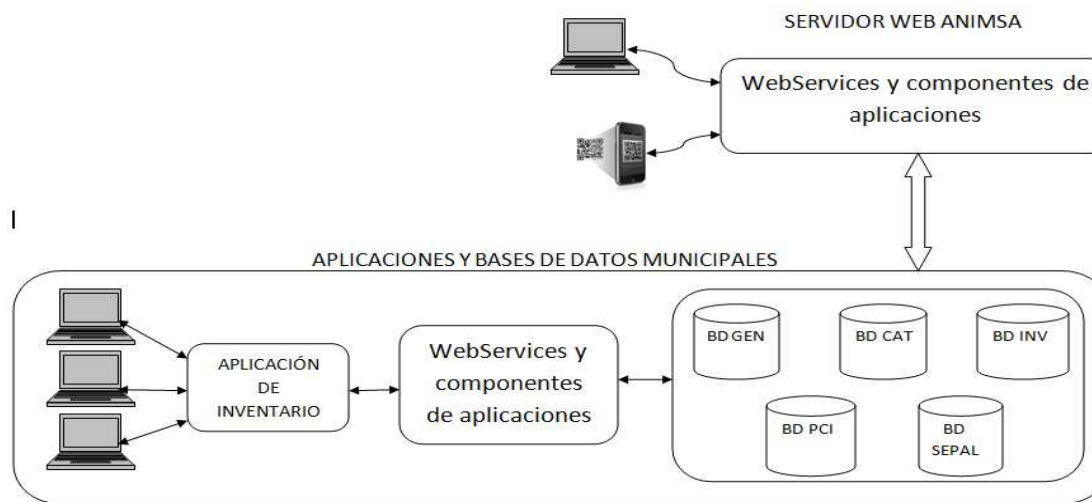 SERVIDOR WEB ANIMSA
WebServices y componentes de
aplicaciones
APLICACIONES Y BASES DE DATOS MUNICIPALES
APLICACIÓN
DE
INVENTARIO
WebServices y
componentes
de aplicaciones
BD GEN
BD CAT
BD INV
BD PCI
BD
SEPAL